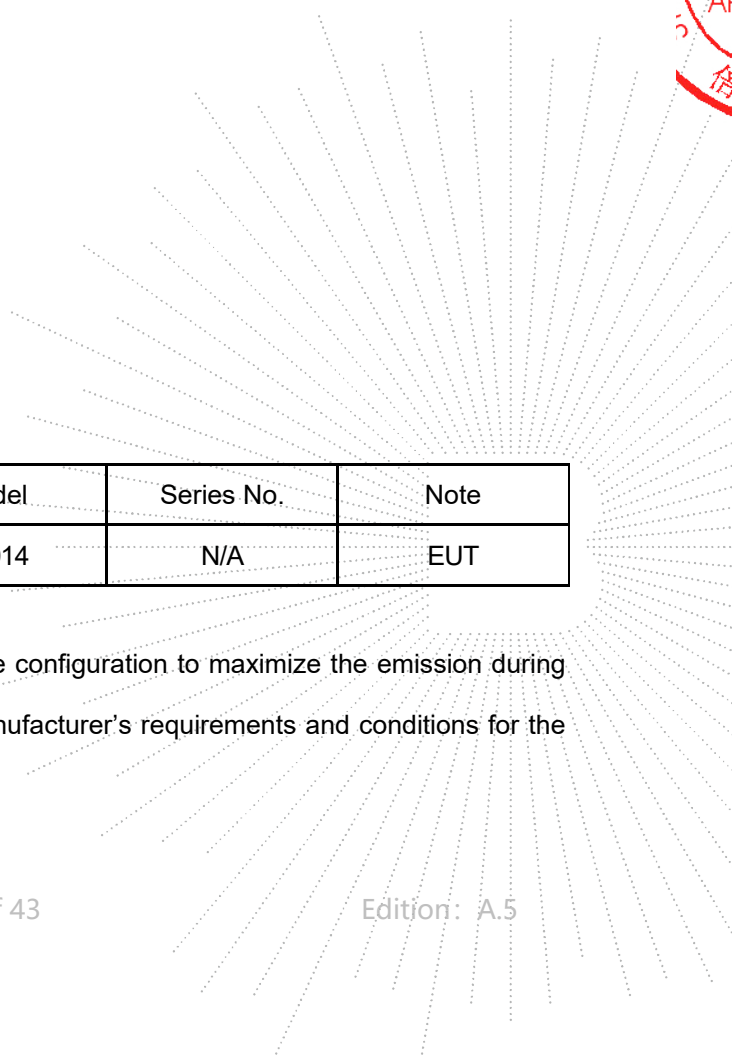 del Series No. Note
14 N/A EUT
e configuration to maximize the emission during
nufacturer's requirements and conditions for the
f 43 Edition: A.5